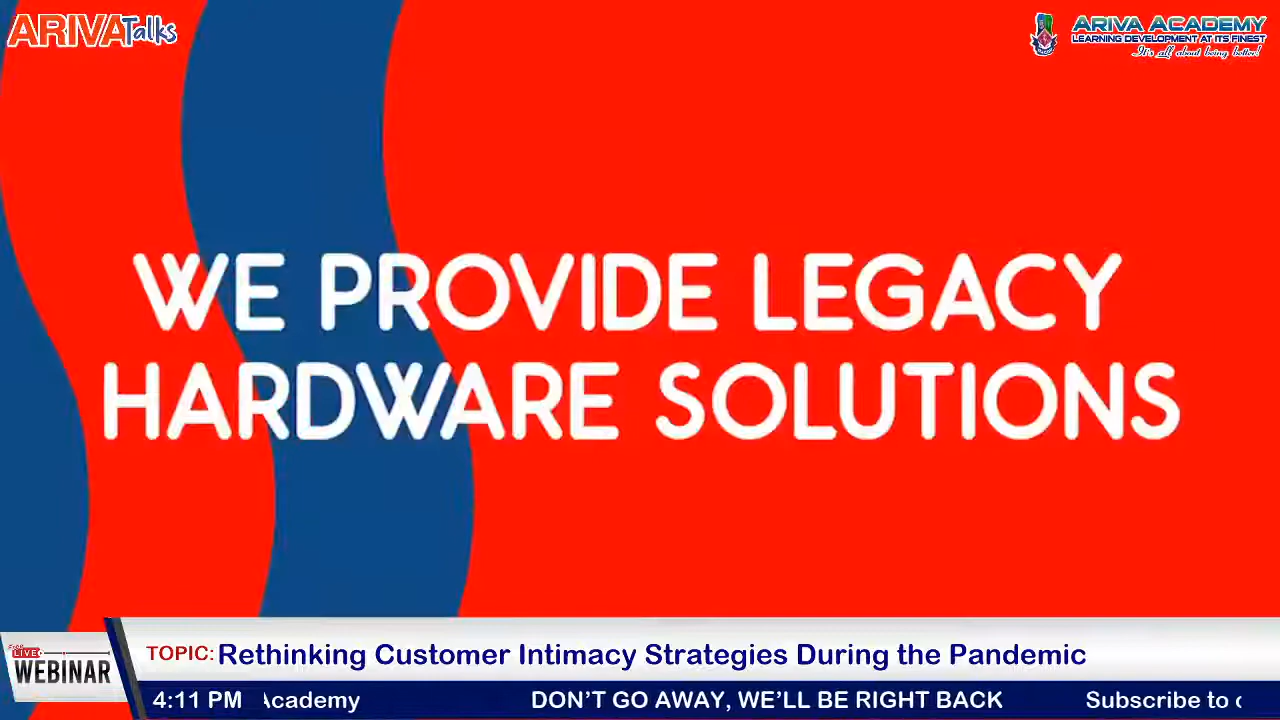 ARIVATalks
ARIVA ACADEMY
LEARNING DEVELOPMENT AT ITS FINEST
It's all about being better!
WE PROVIDE LEGACY
HARDWARE SOLUTIONS
Free
LIVE
WEBINAR
TOPIC: Rethinking Customer Intimacy Strategies During the Pandemic
4:11 PM Academy DON'T GO AWAY, WE'LL BE RIGHT BACK Subscribe to